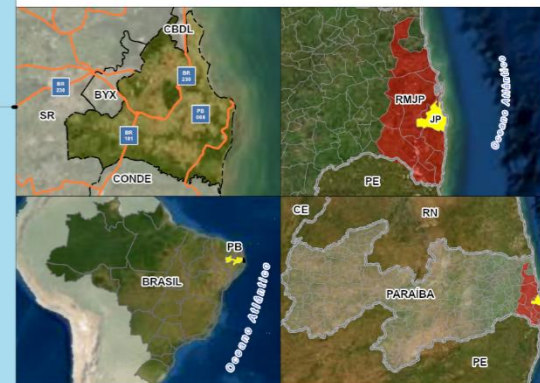 CBDL
BR
230
BR
230
BYX
SR
PB
008
BR
101
CONDE
RMJP
JP
Oceano Atlântico
PE
PB
BRASIL
Oceano Atlântico
CE
RN
PARAÍBA
PE